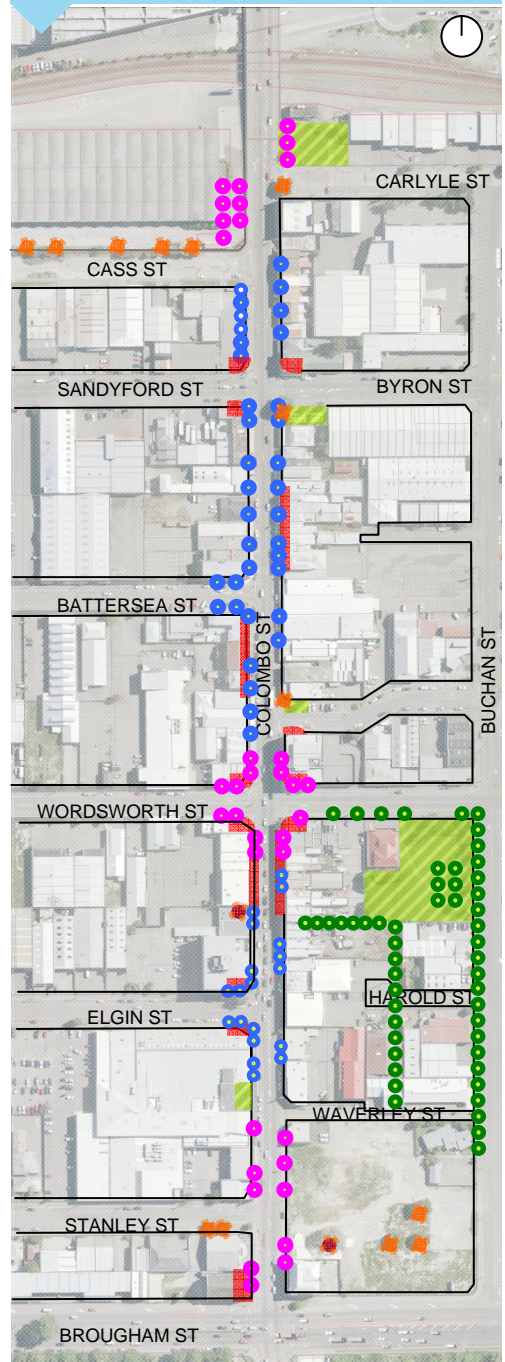 CARLYLE ST
CASS ST
SANDYFORD ST
BYRON ST
BATTERSEA ST
COLOMBO ST
BUCHAN ST
WORDSWORTH ST
HAROLD ST
ELGIN ST
WAVERLEY ST
STANLEY ST
BROUGHAM ST